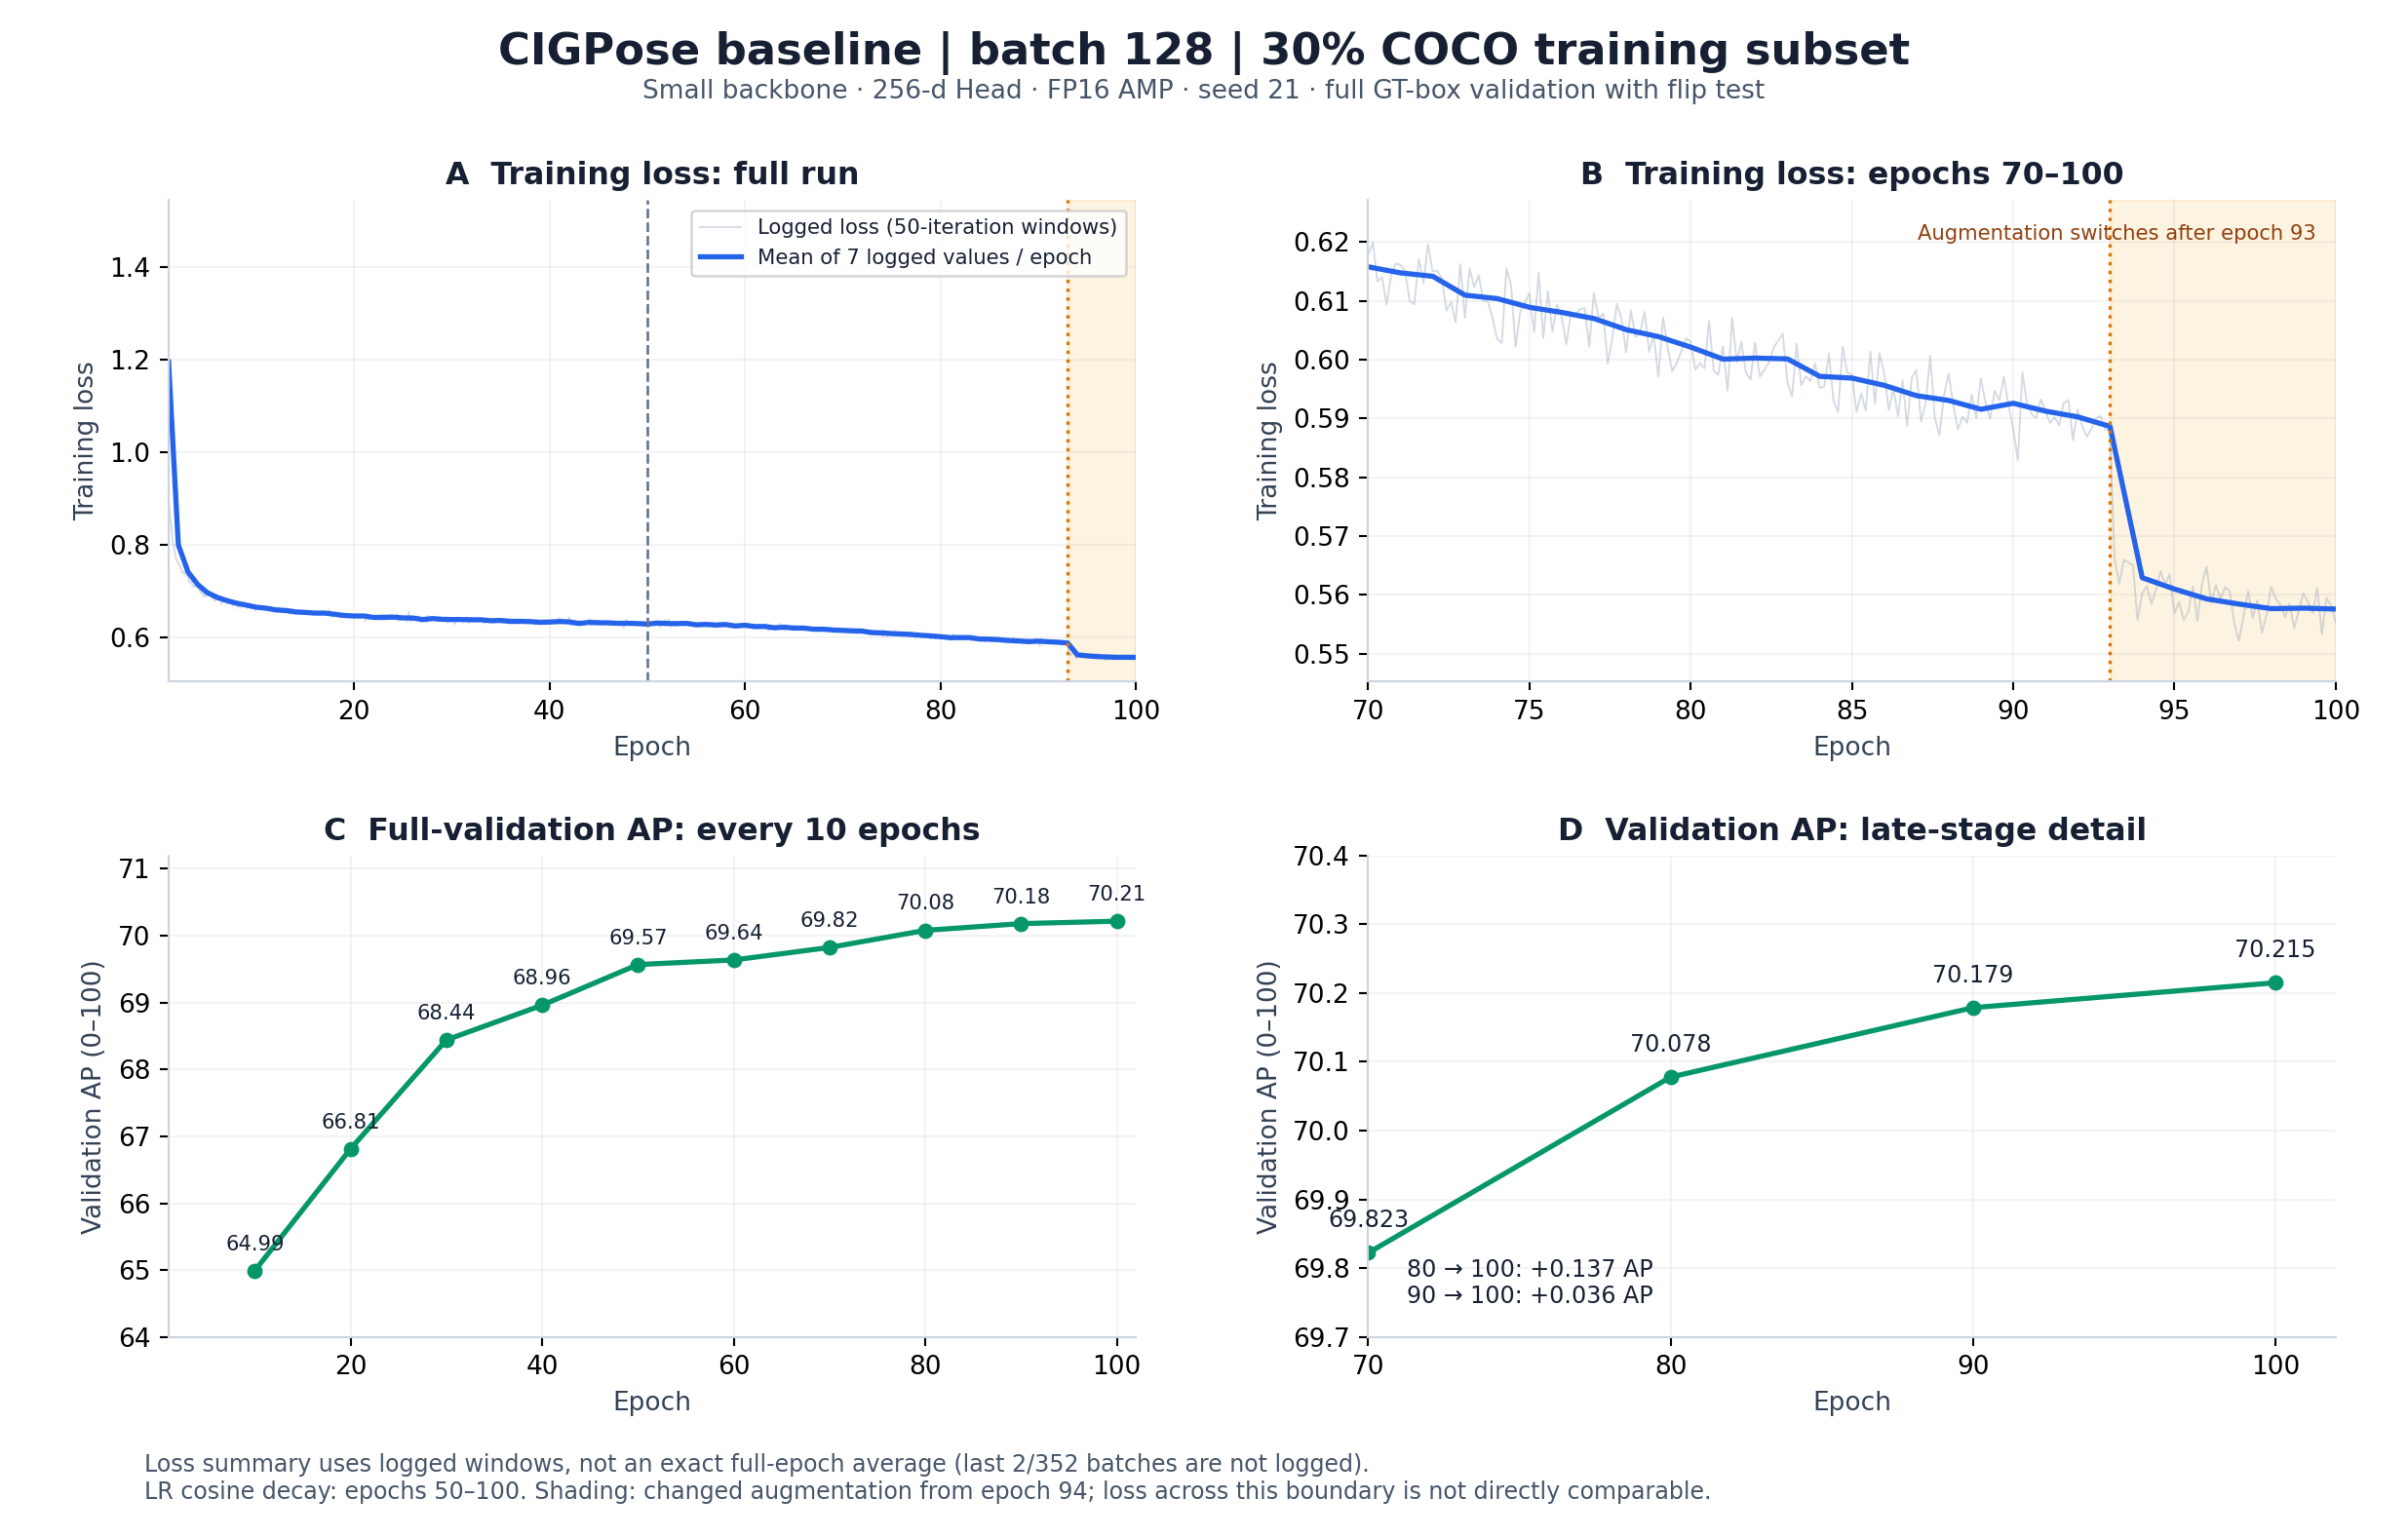 CIGPose baseline | batch 128 | 30% COCO training subset
Small backbone · 256-d Head · FP16 AMP · seed 21 · full GT-box validation with flip test
A Training loss: full run
Logged loss (50-iteration windows)
Mean of 7 logged values / epoch
Training loss
1.4
1.2
1.0
0.8
0.6
20 40 60 80 100
Epoch
B Training loss: epochs 70–100
Augmentation switches after epoch 93
Training loss
0.62
0.61
0.60
0.59
0.58
0.57
0.56
0.55
70 75 80 85 90 95 100
Epoch
C Full-validation AP: every 10 epochs
Validation AP (0–100)
71
70
69
68
67
66
65
64
64.99
66.81
68.44
68.96
69.57
69.64
69.82
70.08
70.18
70.21
20 40 60 80 100
Epoch
D Validation AP: late-stage detail
Validation AP (0–100)
70.4
70.3
70.2
70.1
70.0
69.9
69.8
69.7
69.823
70.078
70.179
70.215
80 → 100: +0.137 AP
90 → 100: +0.036 AP
70 80 90 100
Epoch
Loss summary uses logged windows, not an exact full-epoch average (last 2/352 batches are not logged).
LR cosine decay: epochs 50–100. Shading: changed augmentation from epoch 94; loss across this boundary is not directly comparable.